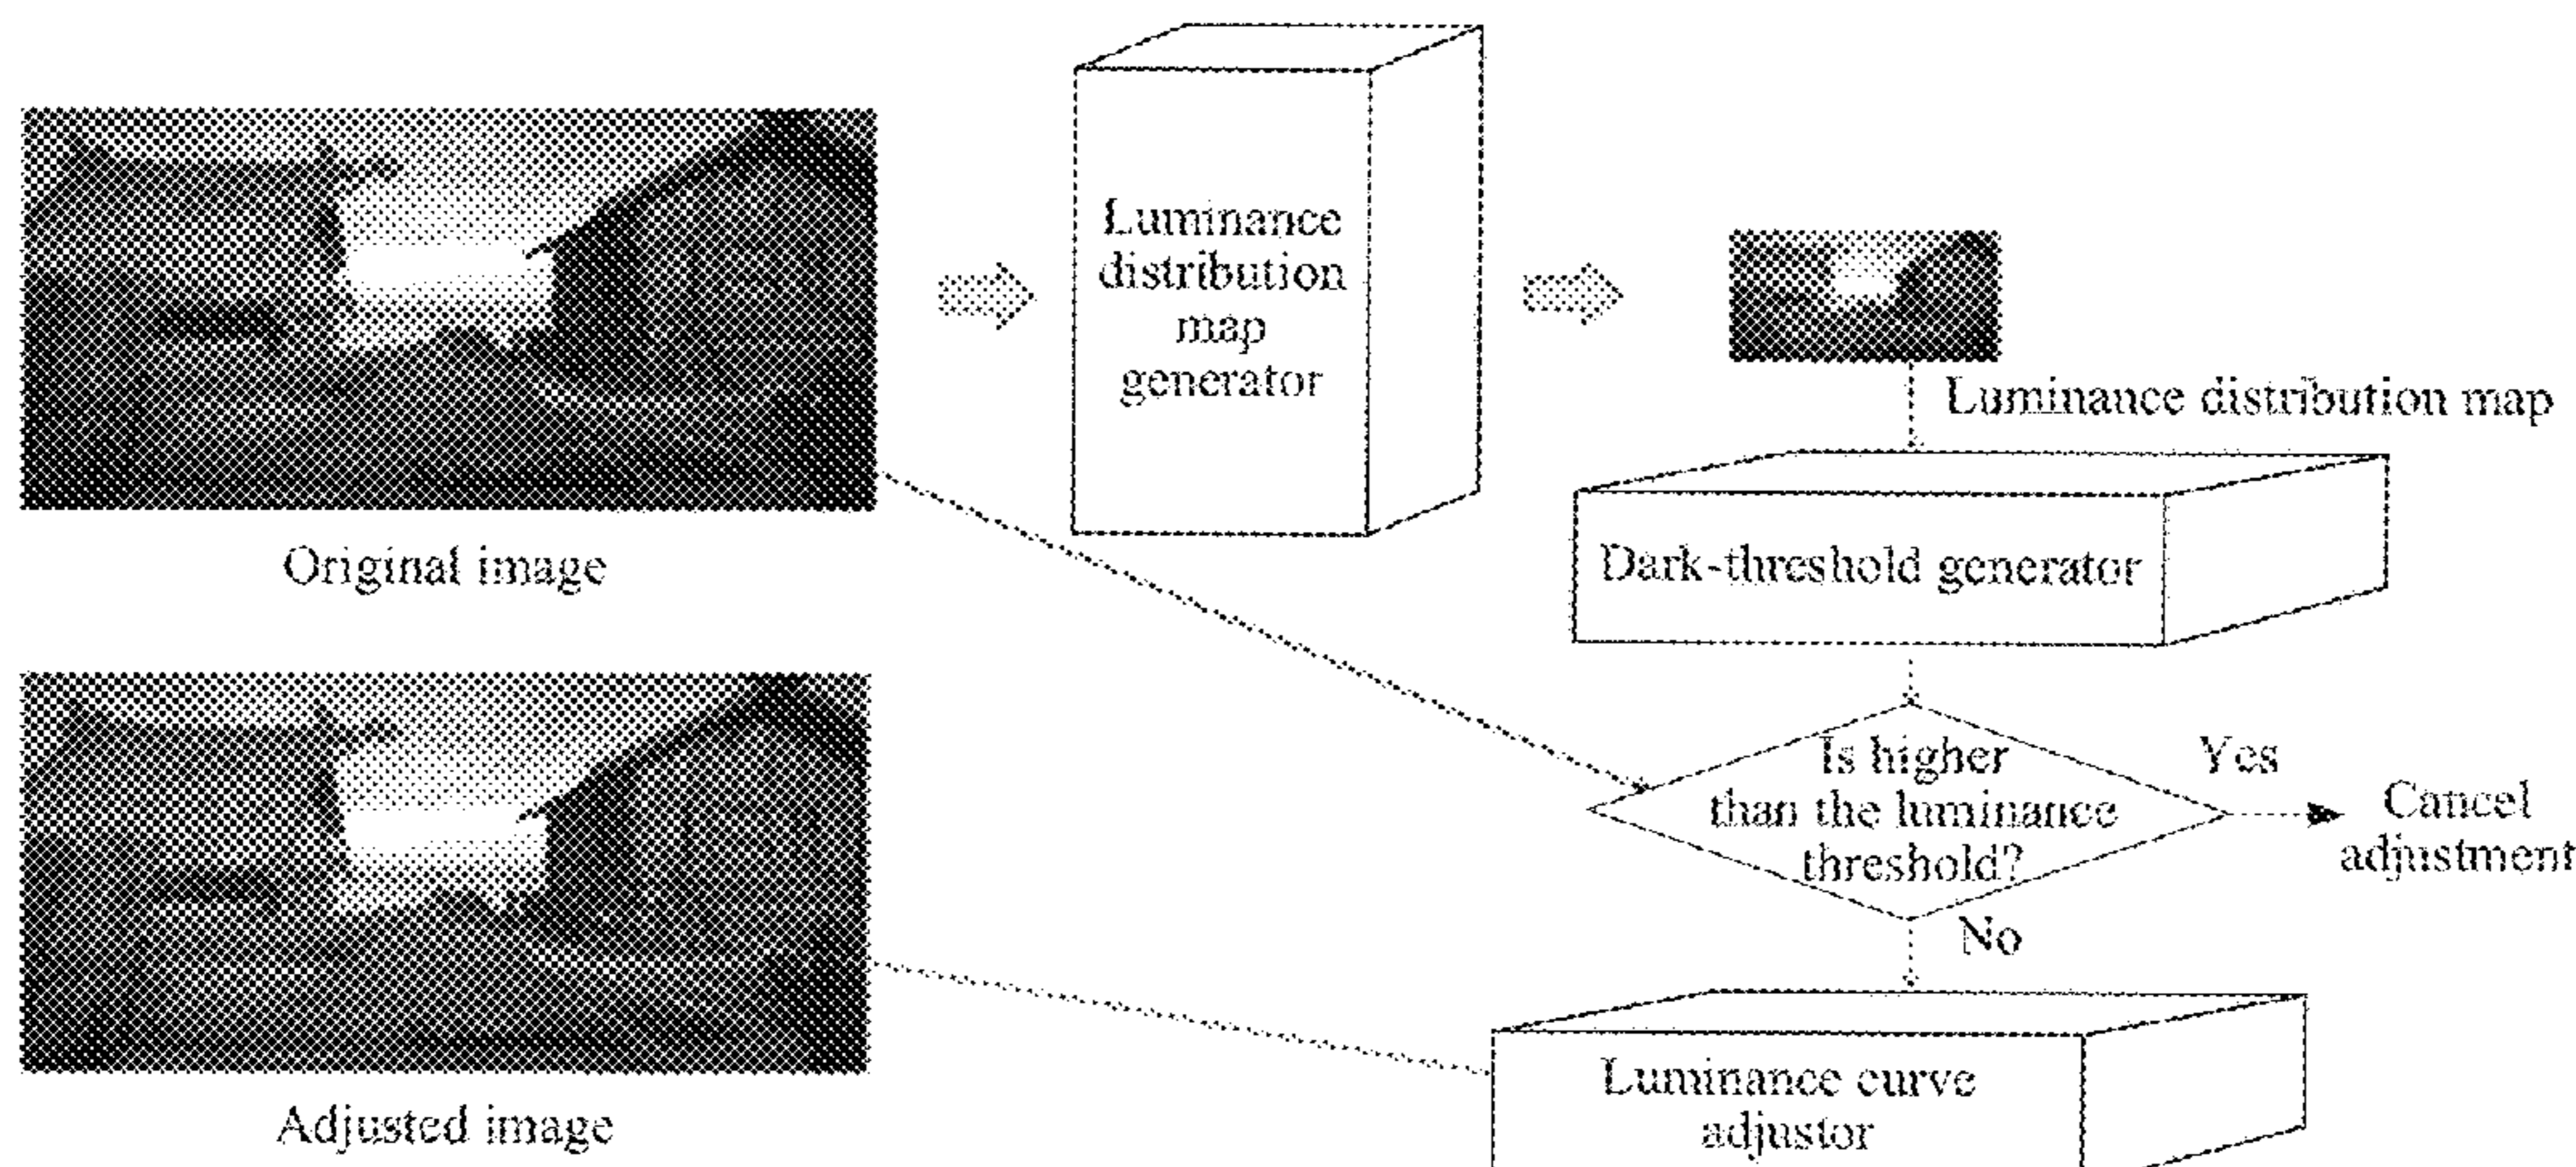 Luminance
distribution
map
generator
Luminance distribution map
Original image
Dark-threshold generator
Is higher
than the luminance
threshold?
Yes
Cancel
adjustment
No
Luminance curve
adjustor
Adjusted image